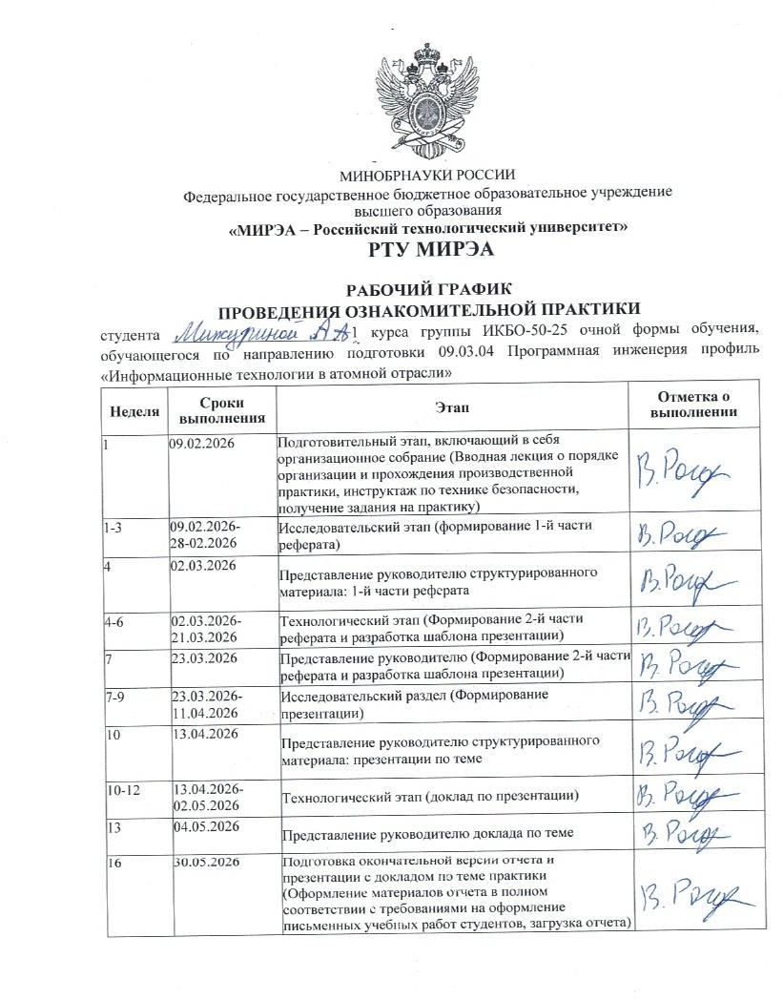 МИНОБРНАУКИ РОССИИ
Федеральное государственное бюджетное образовательное учреждение
высшего образования
«МИРЭА – Российский технологический университет»
РТУ МИРЭА
РАБОЧИЙ ГРАФИК
ПРОВЕДЕНИЯ ОЗНАКОМИТЕЛЬНОЙ ПРАКТИКИ
студента Мижуриной А А 1 курса группы ИКБО-50-25 очной формы обучения,
обучающегося по направлению подготовки 09.03.04 Программная инженерия профиль
«Информационные технологии в атомной отрасли»
Неделя Сроки выполнения Этап Отметка о выполнении
1 09.02.2026 Подготовительный этап, включающий в себя
организационное собрание (Вводная лекция о порядке
организации и прохождения производственной
практики, инструктаж по технике безопасности,
получение задания на практику)
1-3 09.02.2026- Исследовательский этап (формирование 1-й части
28-02.2026 реферата)
4 02.03.2026 Представление руководителю структурированного
материала: 1-й части реферата
4-6 02.03.2026- Технологический этап (Формирование 2-й части
21.03.2026 реферата и разработка шаблона презентации)
7 23.03.2026 Представление руководителю (Формирование 2-й части
реферата и разработка шаблона презентации)
7-9 23.03.2026- Исследовательский раздел (Формирование
11.04.2026 презентации)
10 13.04.2026 Представление руководителю структурированного
материала: презентации по теме
10-12 13.04.2026- Технологический этап (доклад по презентации)
02.05.2026
13 04.05.2026 Представление руководителю доклада по теме
16 30.05.2026 Подготовка окончательной версии отчета и
презентации с докладом по теме практики
(Оформление материалов отчета в полном
соответствии с требованиями на оформление
письменных учебных работ студентов, загрузка отчета)